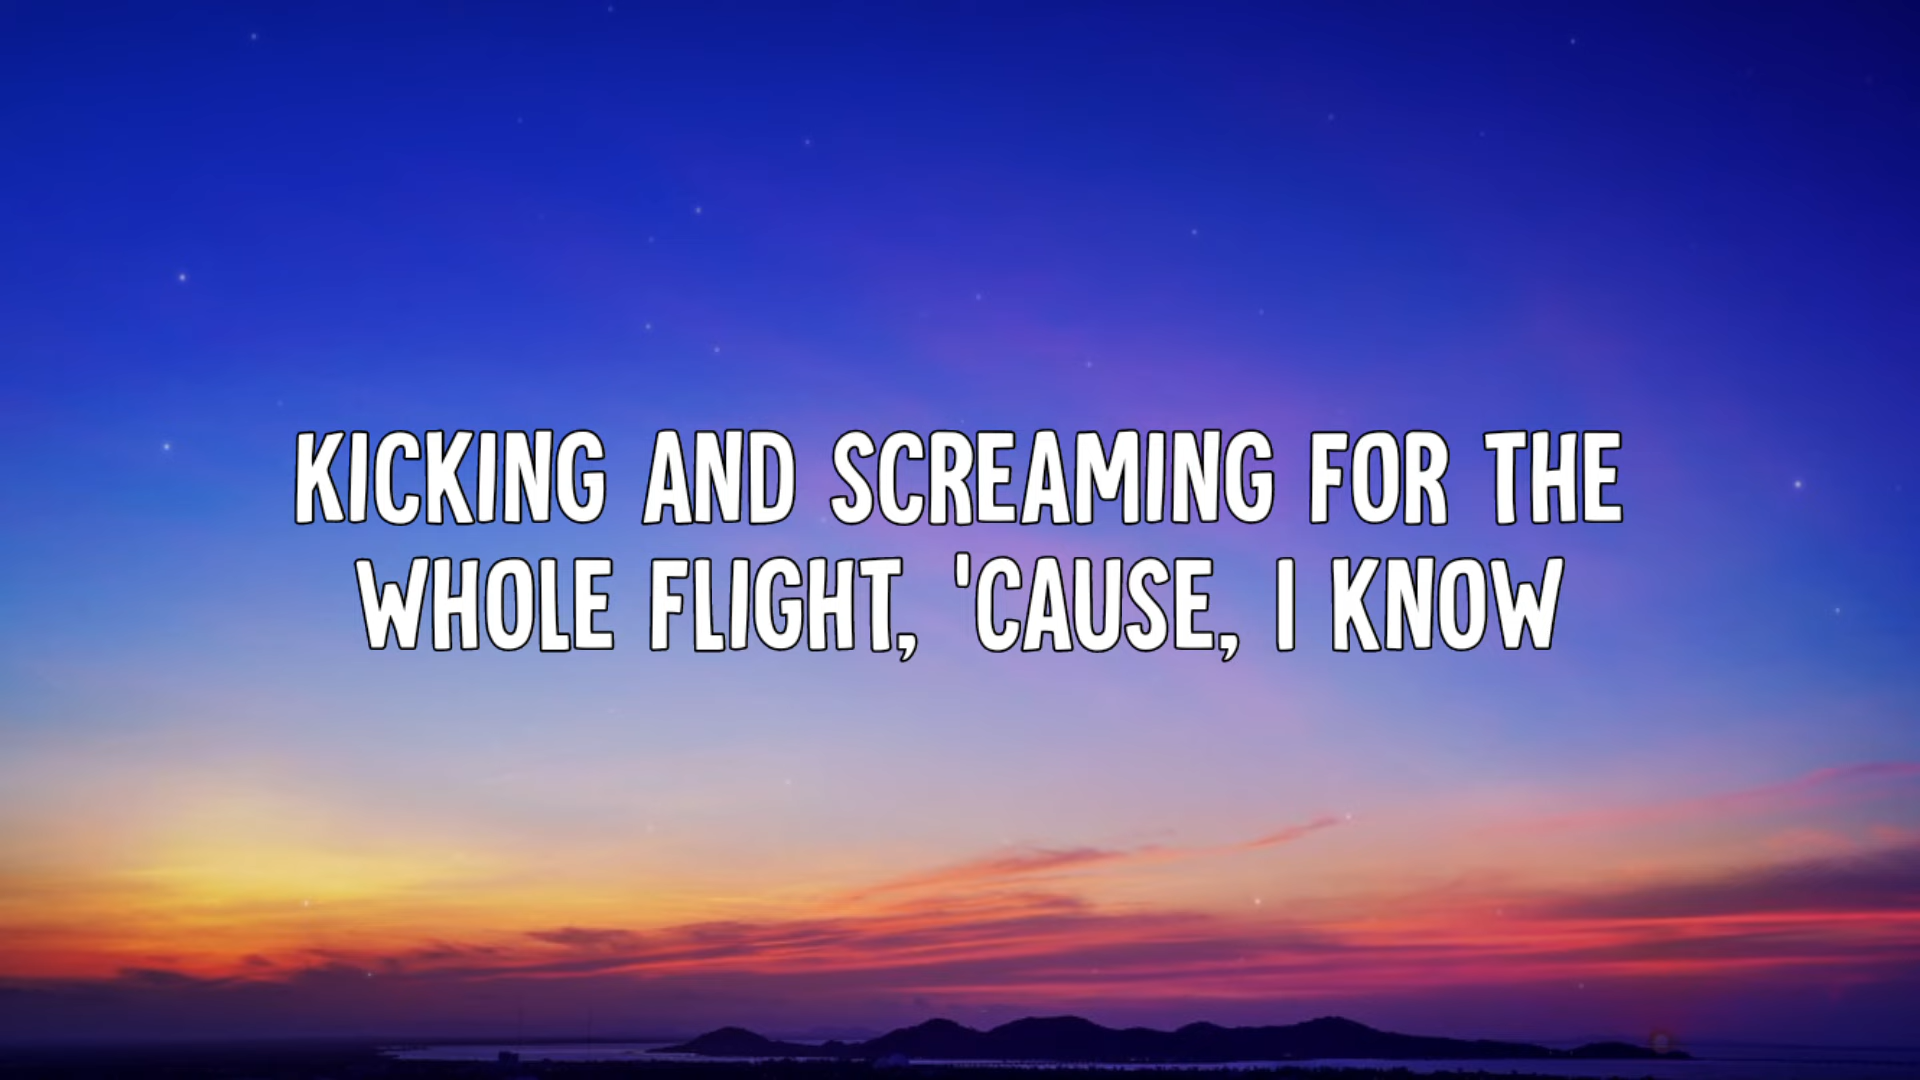 KICKING AND SCREAMING FOR THE
WHOLE FLIGHT, 'CAUSE, I KNOW